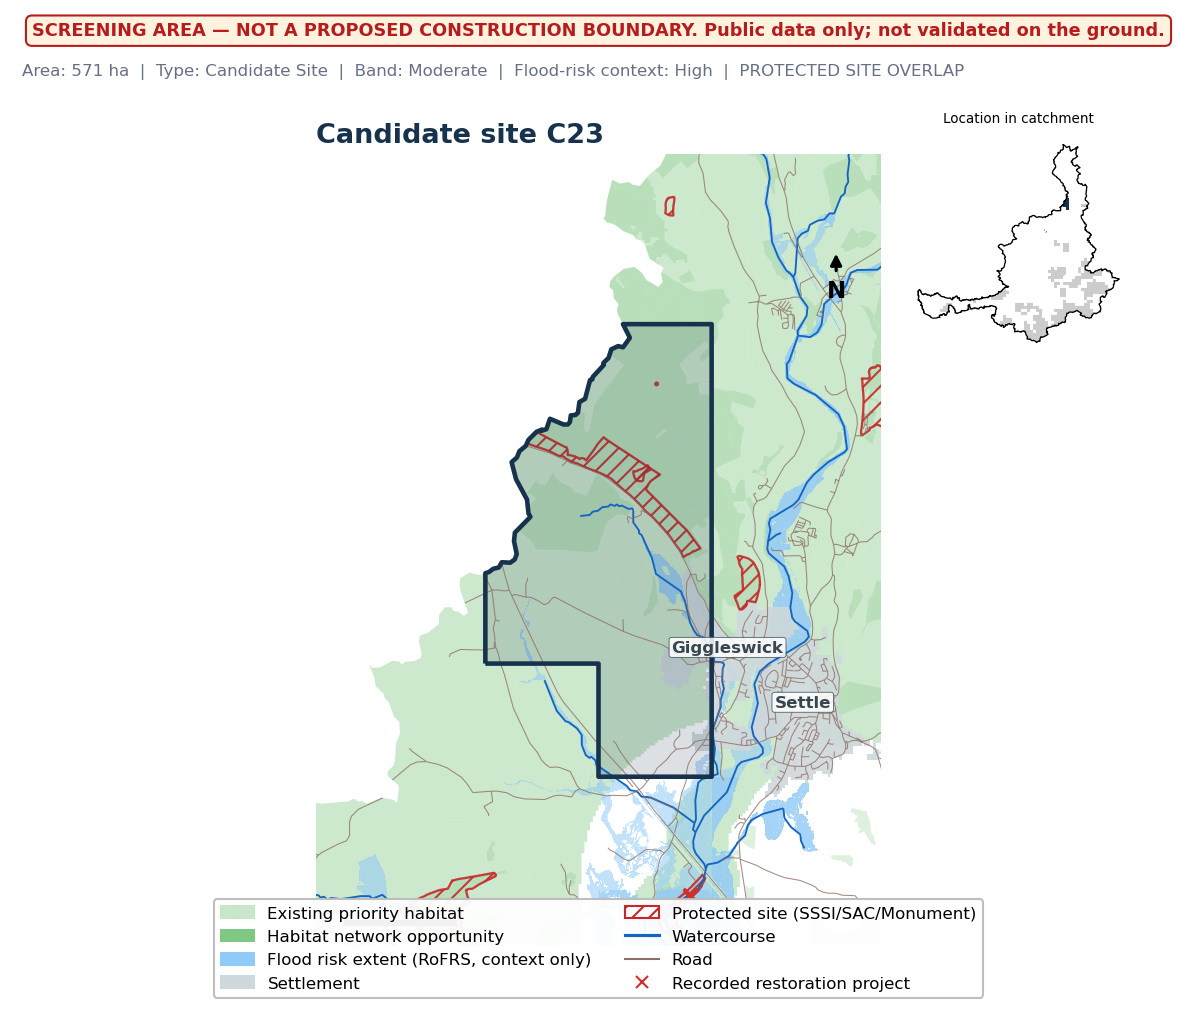 SCREENING AREA — NOT A PROPOSED CONSTRUCTION BOUNDARY. Public data only; not validated on the ground.
Area: 571 ha | Type: Candidate Site | Band: Moderate | Flood-risk context: High | PROTECTED SITE OVERLAP
Candidate site C23
Location in catchment
N
Giggleswick
Settle
Existing priority habitat
Habitat network opportunity
Flood risk extent (RoFRS, context only)
Settlement
Protected site (SSSI/SAC/Monument)
Watercourse
Road
Recorded restoration project